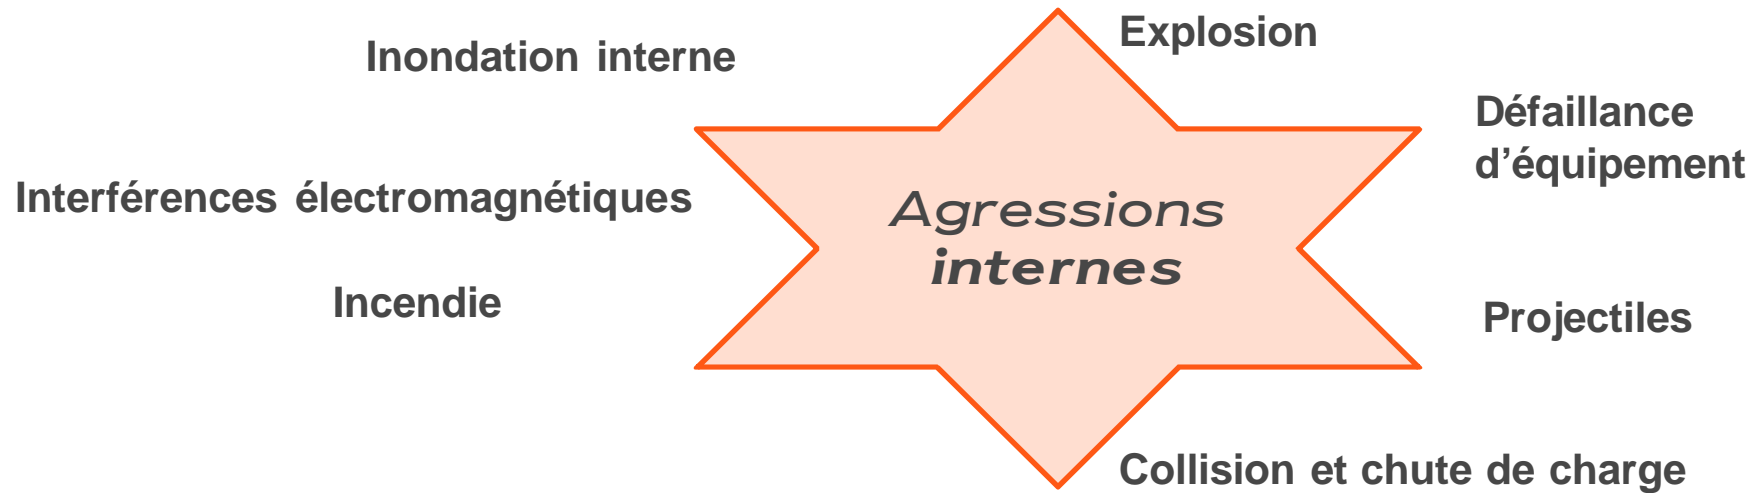 Explosion
Inondation interne
Défaillance
d’équipement
Interférences électromagnétiques
Agressions
internes
Incendie
Projectiles
Collision et chute de charge